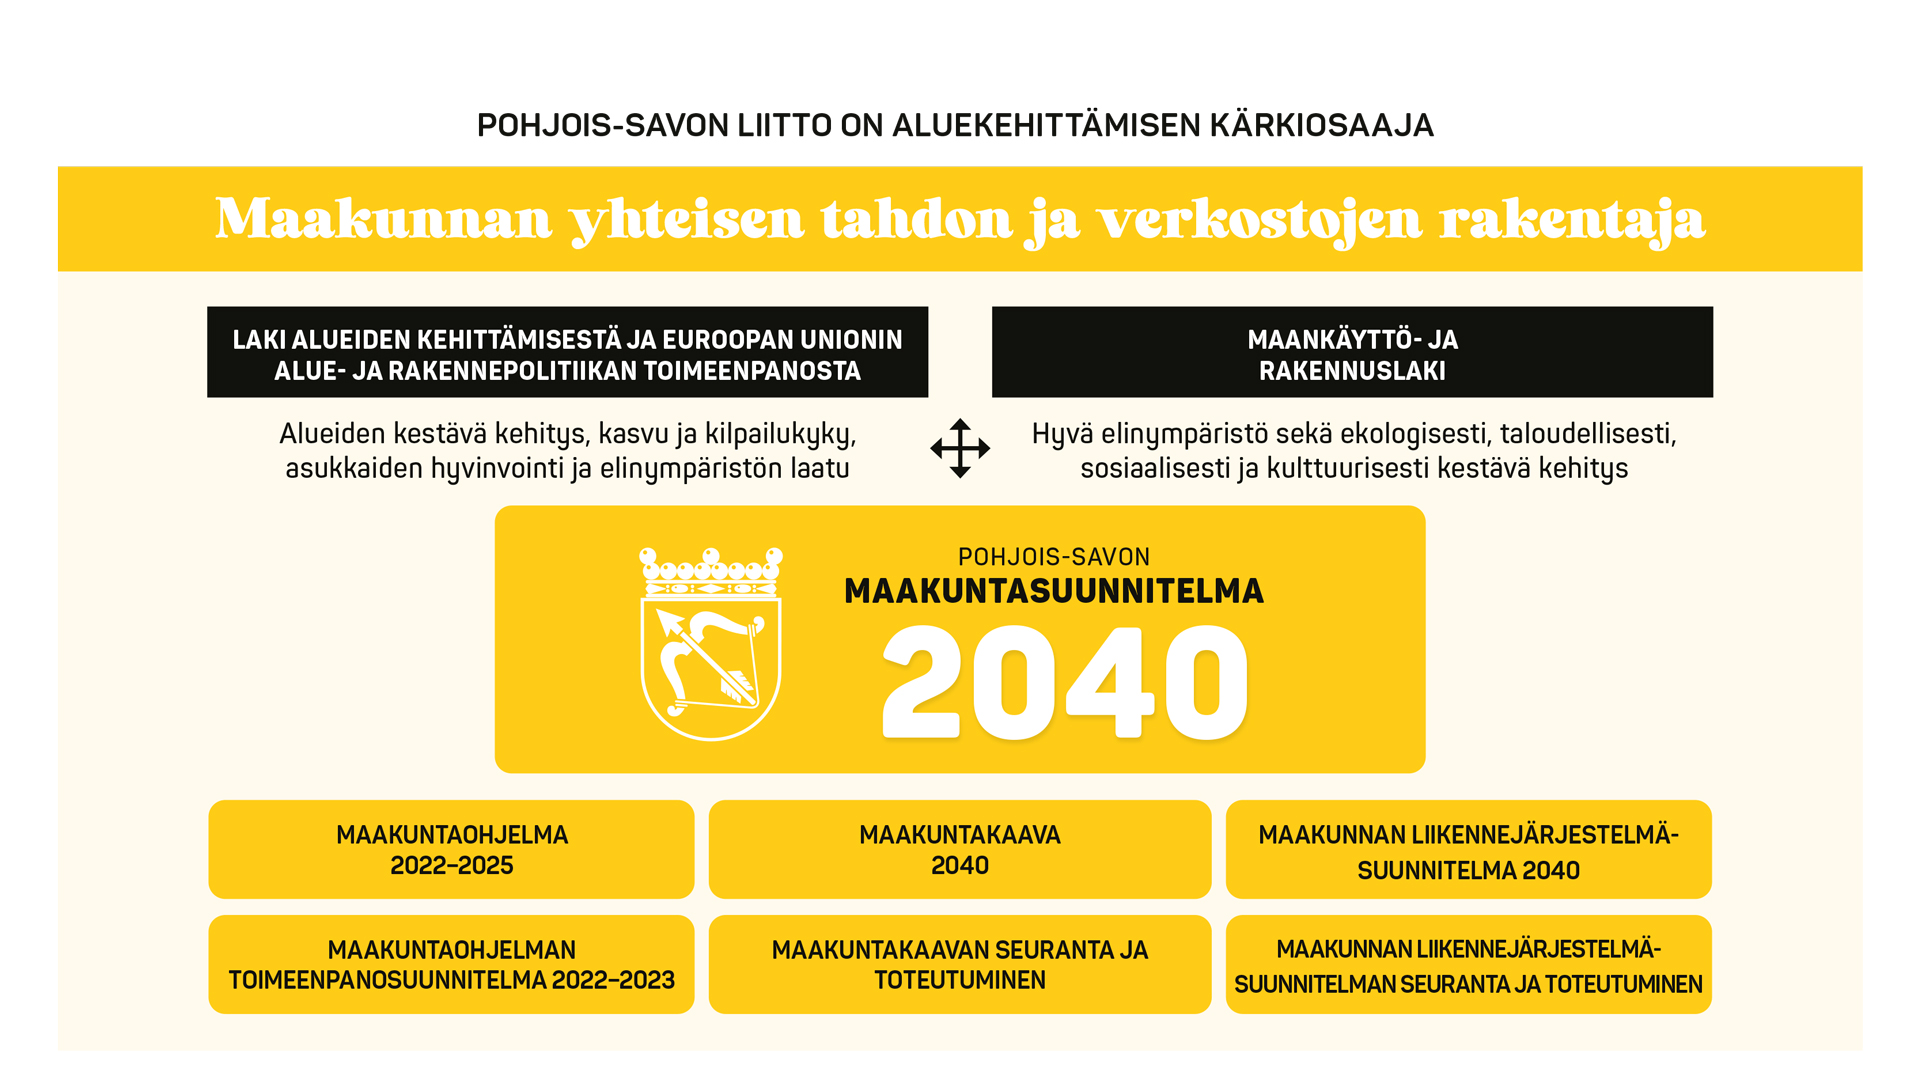 POHJOIS-SAVON LIITTO ON ALUEKEHITTÄMISEN KÄRKIOSAAJA
Maakunnan yhteisen tahdon ja verkostojen rakentaja
LAKI ALUEIDEN KEHITTÄMISESTÄ JA EUROOPAN UNIONIN
ALUE- JA RAKENNEPOLITIIKAN TOIMEENPANOSTA
Alueiden kestävä kehitys, kasvu ja kilpailukyky,
asukkaiden hyvinvointi ja elinympäristön laatu
MAANKÄYTTÖ- JA
RAKENNUSLAKI
Hyvä elinympäristö sekä ekologisesti, taloudellisesti,
sosiaalisesti ja kulttuurisesti kestävä kehitys
POHJOIS-SAVON
MAAKUNTASUUNNITELMA
2040
MAAKUNTAOHJELMA
2022–2025
MAAKUNTAKAAVA
2040
MAAKUNNAN LIIKENNEJÄRJESTELMÄ-
SUUNNITELMA 2040
MAAKUNTAOHJELMAN
TOIMEENPANOSUUNNITELMA 2022–2023
MAAKUNTAKAAVAN SEURANTA JA
TOTEUTUMINEN
MAAKUNNAN LIIKENNEJÄRJESTELMÄ-
SUUNNITELMAN SEURANTA JA TOTEUTUMINEN